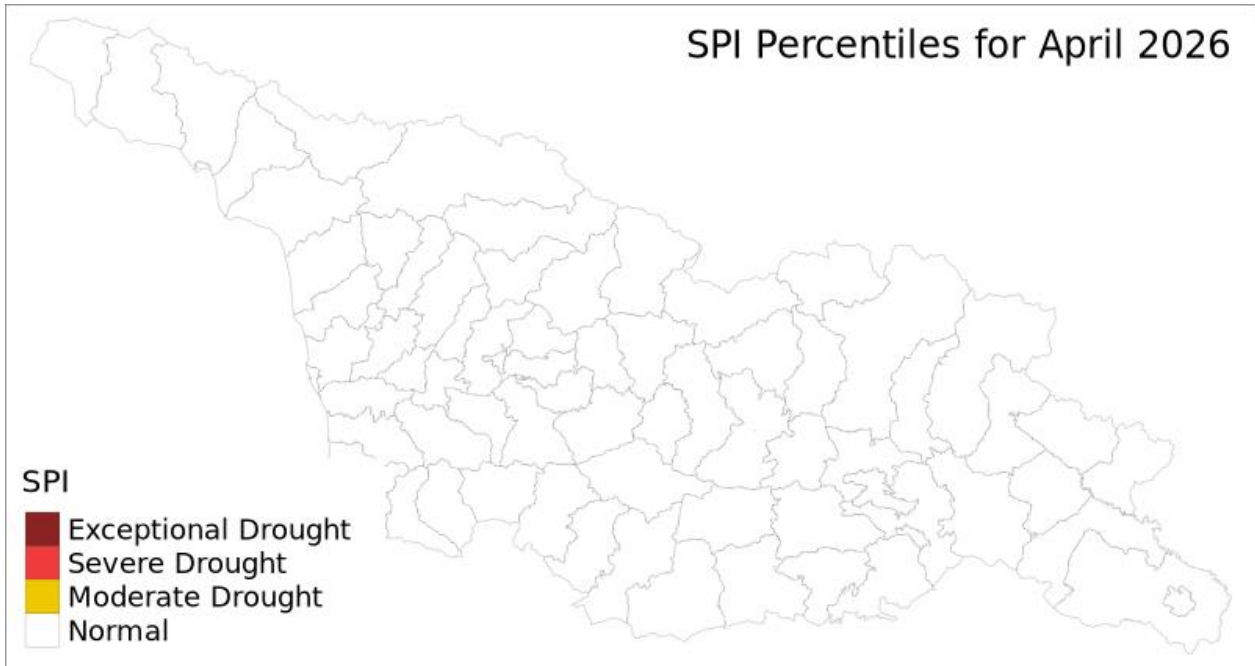 SPI Percentiles for April 2026
SPI
Exceptional Drought
Severe Drought
Moderate Drought
Normal